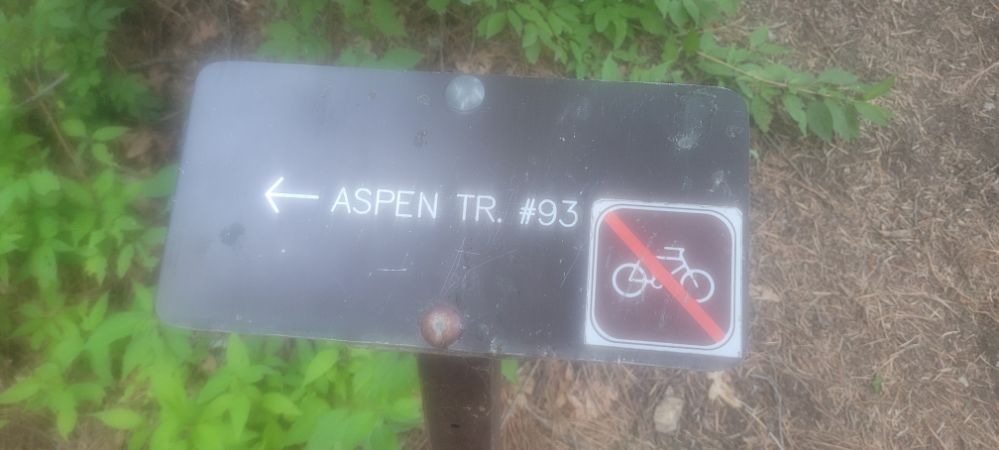 ← ASPEN TR. #93